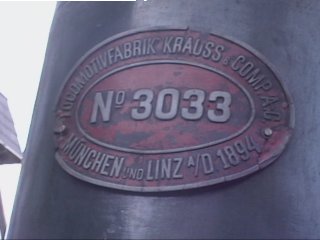 LOCOMOTIVFABRIK KRAUSS & COMP. A.G.
No 3033
MÜNCHEN UND LINZ A/D 1894